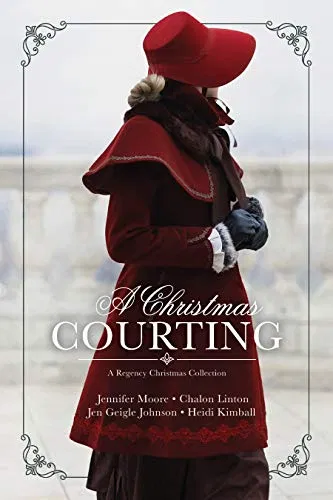 A Christmas
COURTING
A Regency Christmas Collection
Jennifer Moore • Chalon Linton
Jen Geigle Johnson • Heidi Kimball